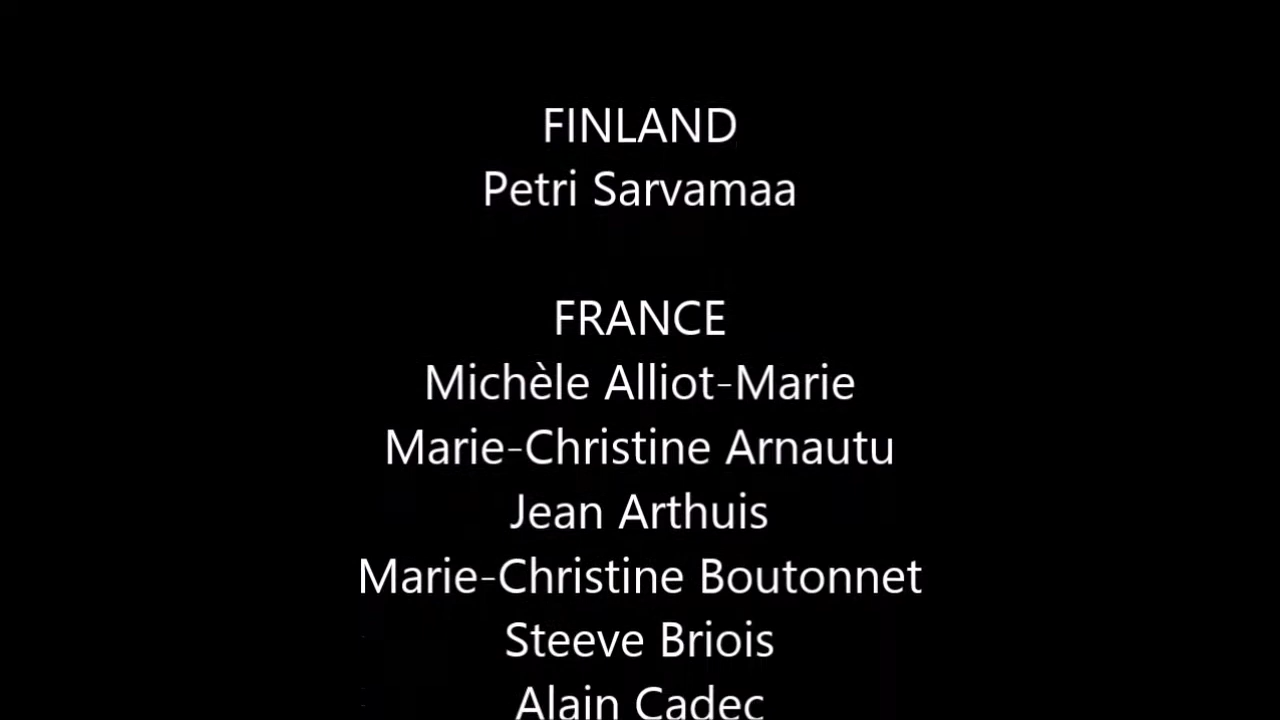 FINLAND
Petri Sarvamaa
FRANCE
Michèle Alliot-Marie
Marie-Christine Arnautu
Jean Arthuis
Marie-Christine Boutonnet
Steeve Briois
Alain Cadec